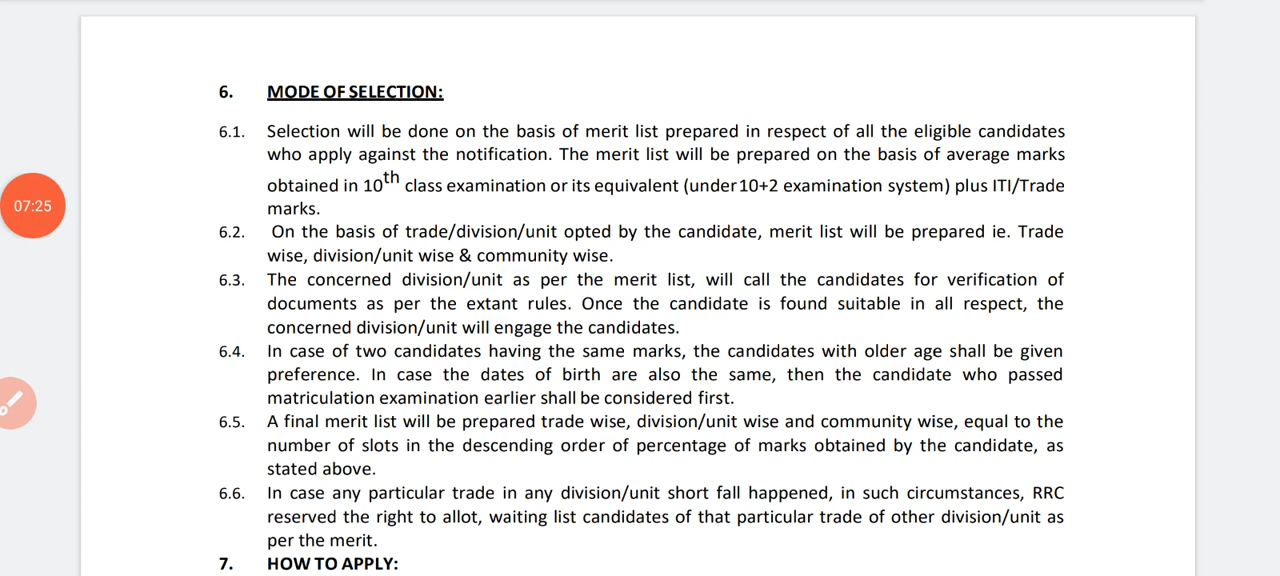 6. MODE OF SELECTION:
6.1. Selection will be done on the basis of merit list prepared in respect of all the eligible candidates
who apply against the notification. The merit list will be prepared on the basis of average marks
obtained in 10th class examination or its equivalent (under 10+2 examination system) plus ITI/Trade
07:25
marks.
6.2. On the basis of trade/division/unit opted by the candidate, merit list will be prepared ie. Trade
wise, division/unit wise & community wise.
6.3. The concerned division/unit as per the merit list, will call the candidates for verification of
documents as per the extant rules. Once the candidate is found suitable in all respect, the
concerned division/unit will engage the candidates.
6.4. In case of two candidates having the same marks, the candidates with older age shall be given
preference. In case the dates of birth are also the same, then the candidate who passed
matriculation examination earlier shall be considered first.
6.5. A final merit list will be prepared trade wise, division/unit wise and community wise, equal to the
number of slots in the descending order of percentage of marks obtained by the candidate, as
stated above.
6.6. In case any particular trade in any division/unit short fall happened, in such circumstances, RRC
reserved the right to allot, waiting list candidates of that particular trade of other division/unit as
per the merit.
7. HOW TO APPLY: